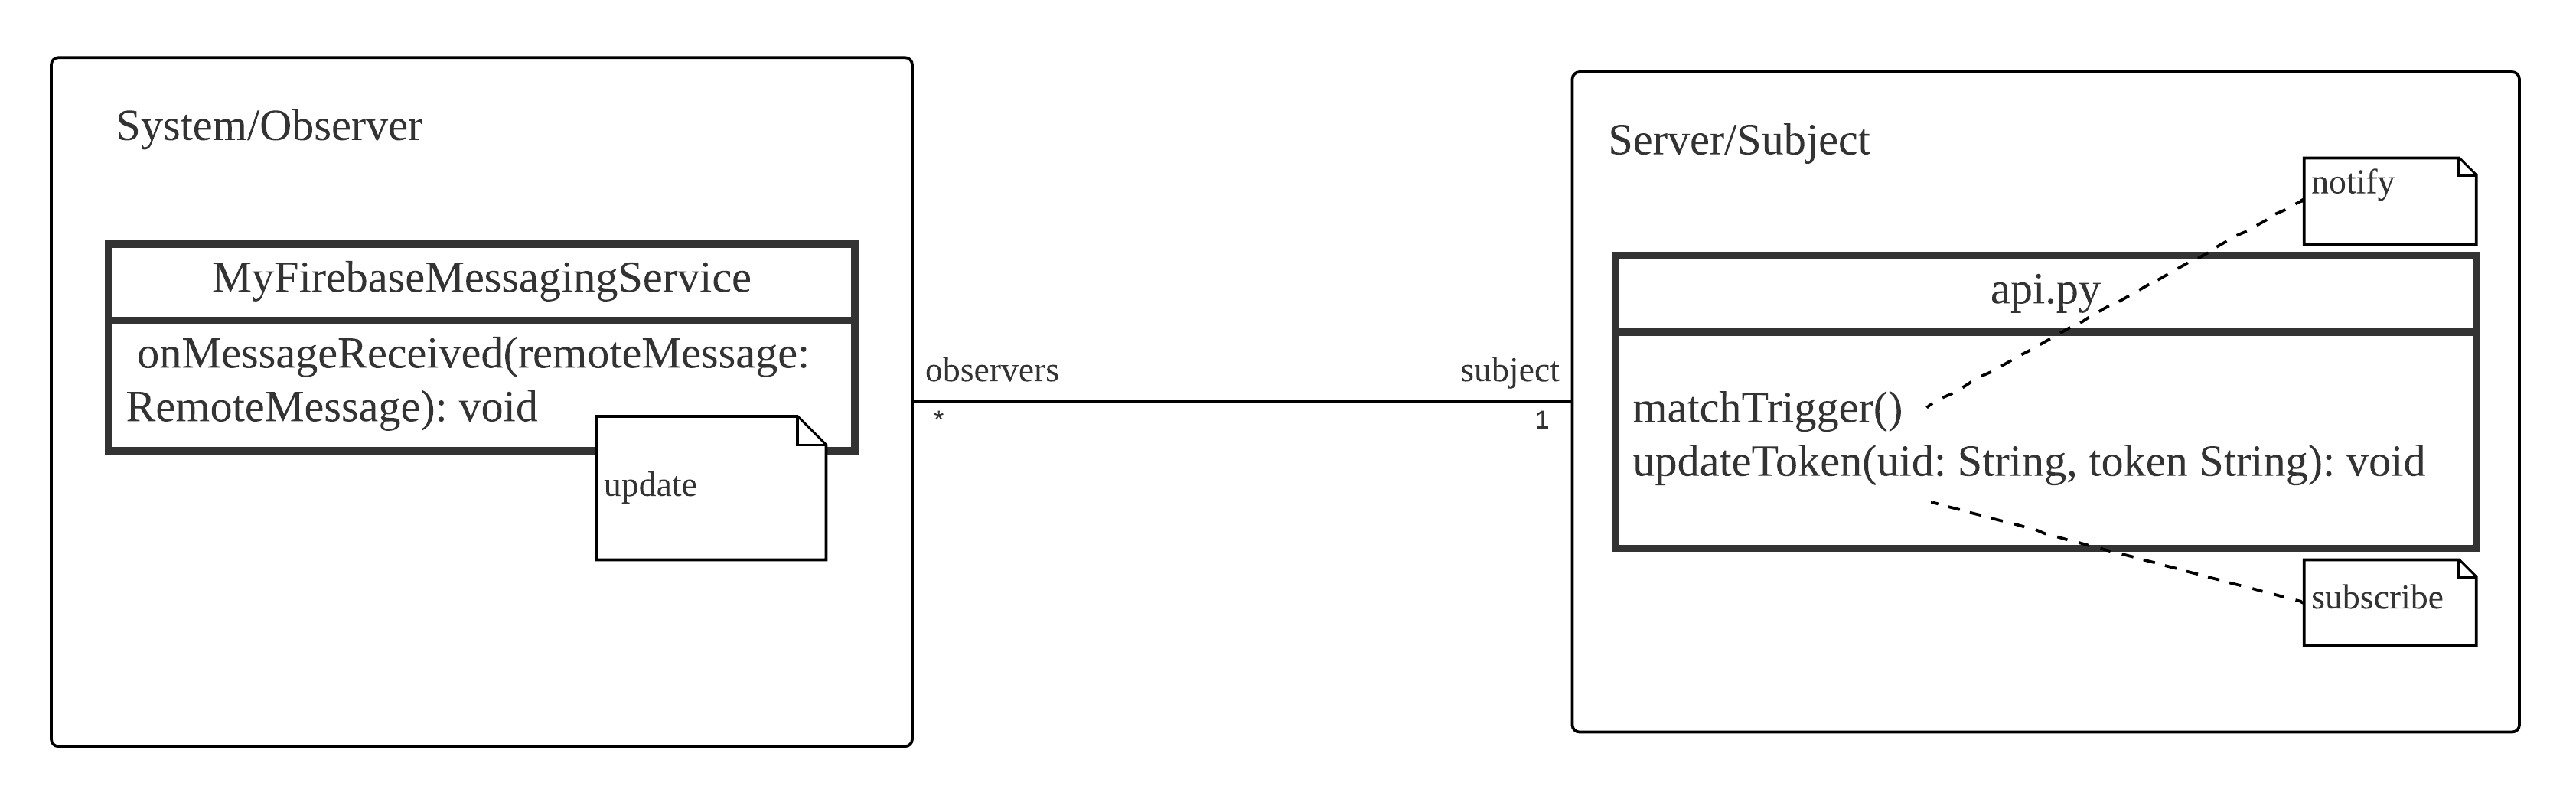 System/Observer
MyFirebaseMessagingService
onMessageReceived(remoteMessage:
RemoteMessage): void
update
observers
*
subject
1
Server/Subject
notify
api.py
matchTrigger()
updateToken(uid: String, token String): void
subscribe